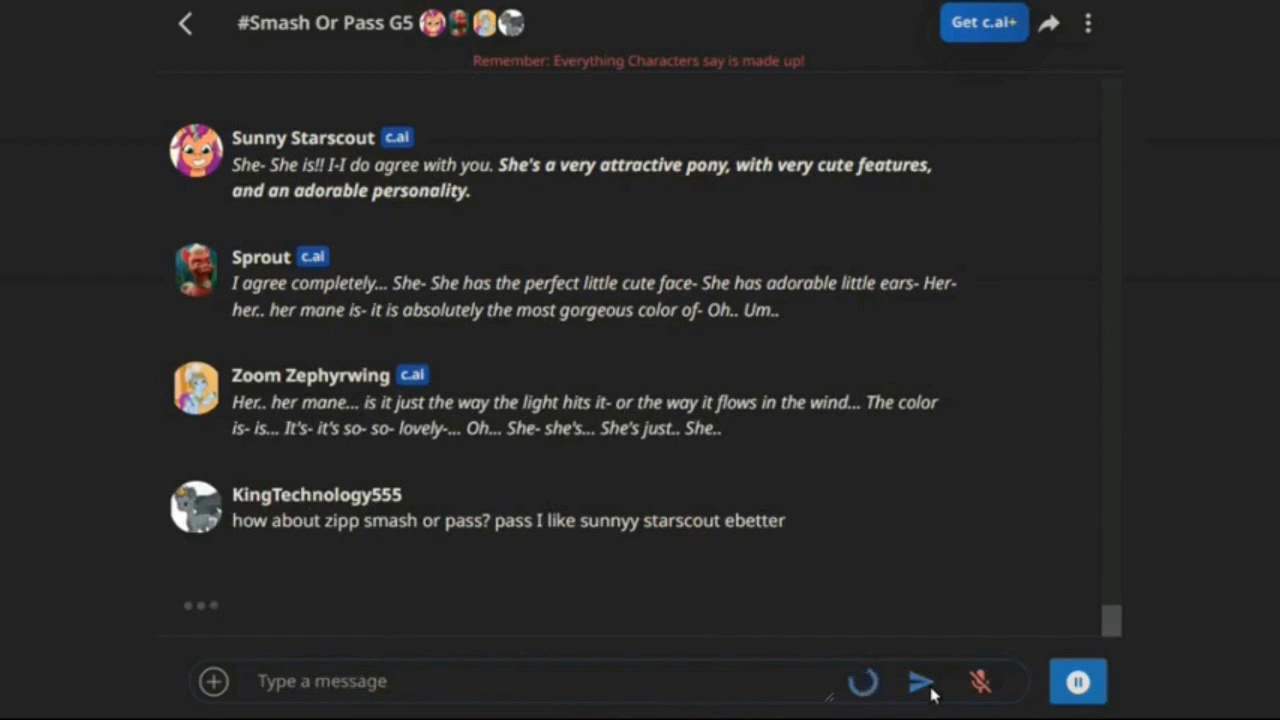 #Smash Or Pass G5
Get c.ai+
Remember: Everything Characters say is made up!
Sunny Starscout c.ai
She- She is!! I-I do agree with you. She's a very attractive pony, with very cute features,
and an adorable personality.
Sprout c.ai
I agree completely... She- She has the perfect little cute face- She has adorable little ears- Her-
her.. her mane is- it is absolutely the most gorgeous color of- Oh.. Um..
Zoom Zephyrwing c.ai
Her.. her mane... is it just the way the light hits it- or the way it flows in the wind... The color
is- is... It's- it's so- so- lovely-... Oh... She- she's... She's just.. She..
KingTechnology555
how about zipp smash or pass? pass I like sunnyy starscout ebetter
Type a message